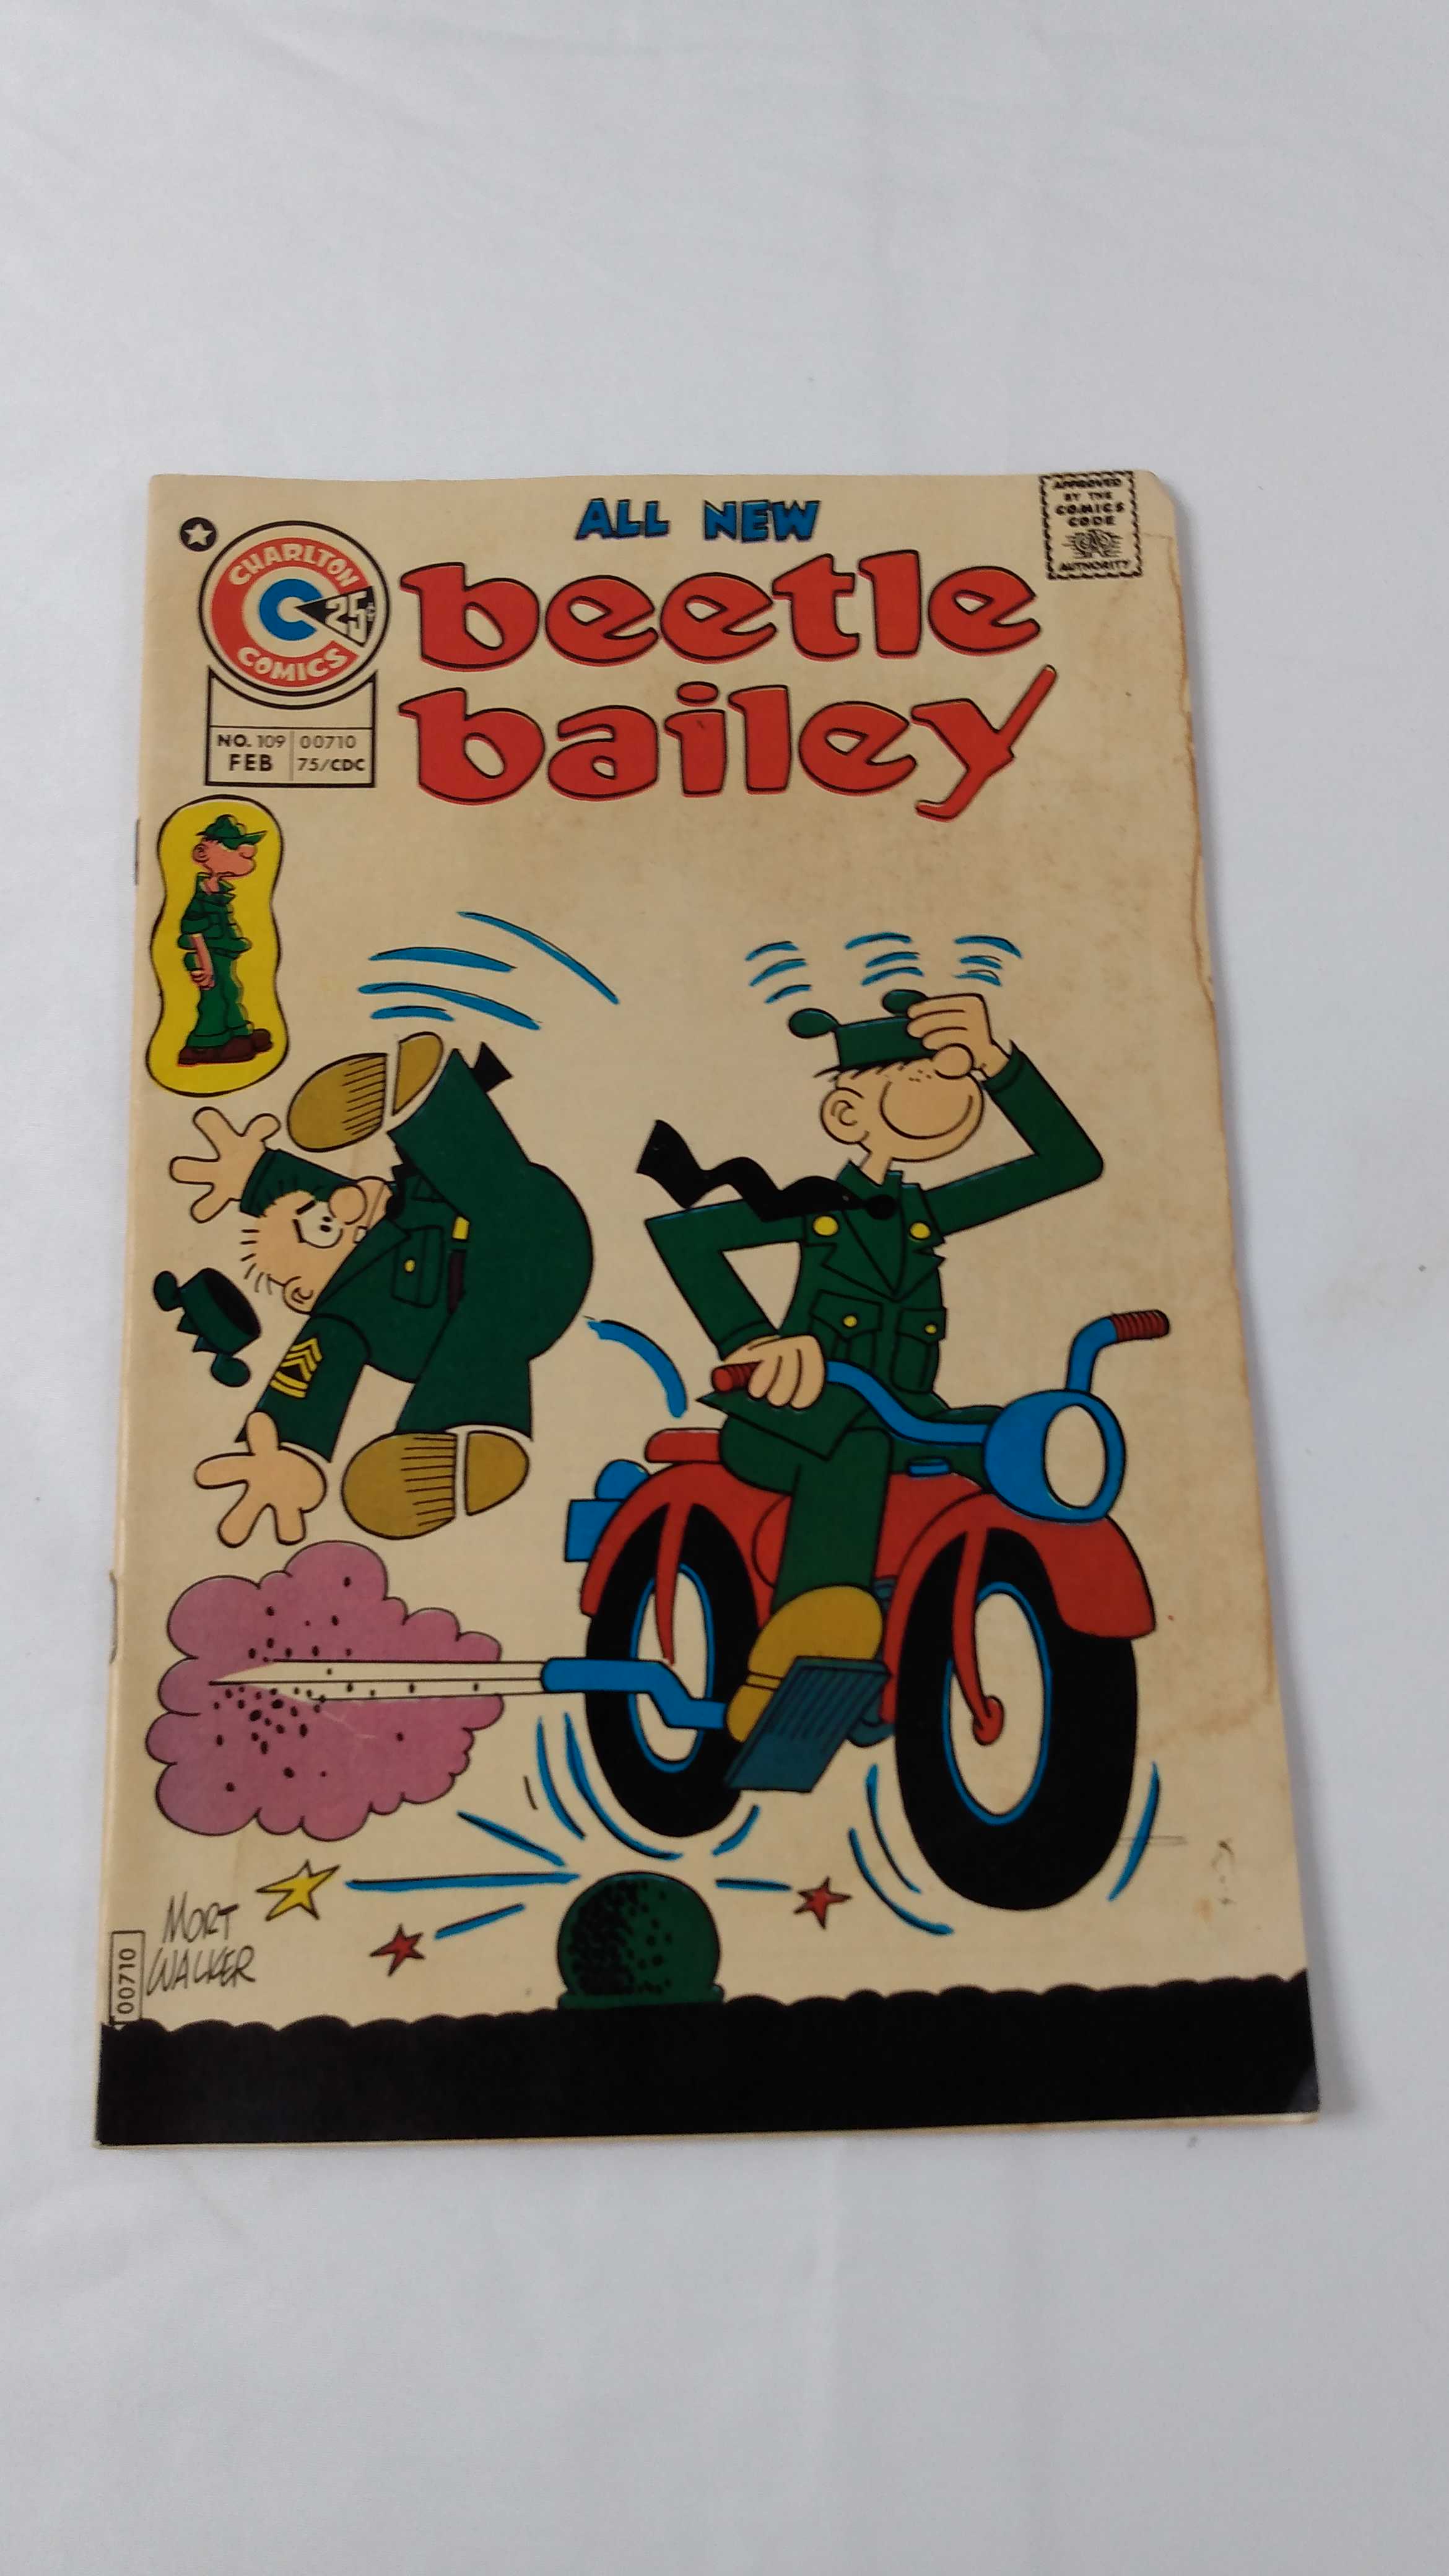 ALL NEW
beetle
bailey
CHARLTON
25¢
COMICS
NO. 109 00710
FEB 75/CDC
APPROVED
BY THE
COMICS
CODE
AUTHORITY
MORT
WALKER
00710